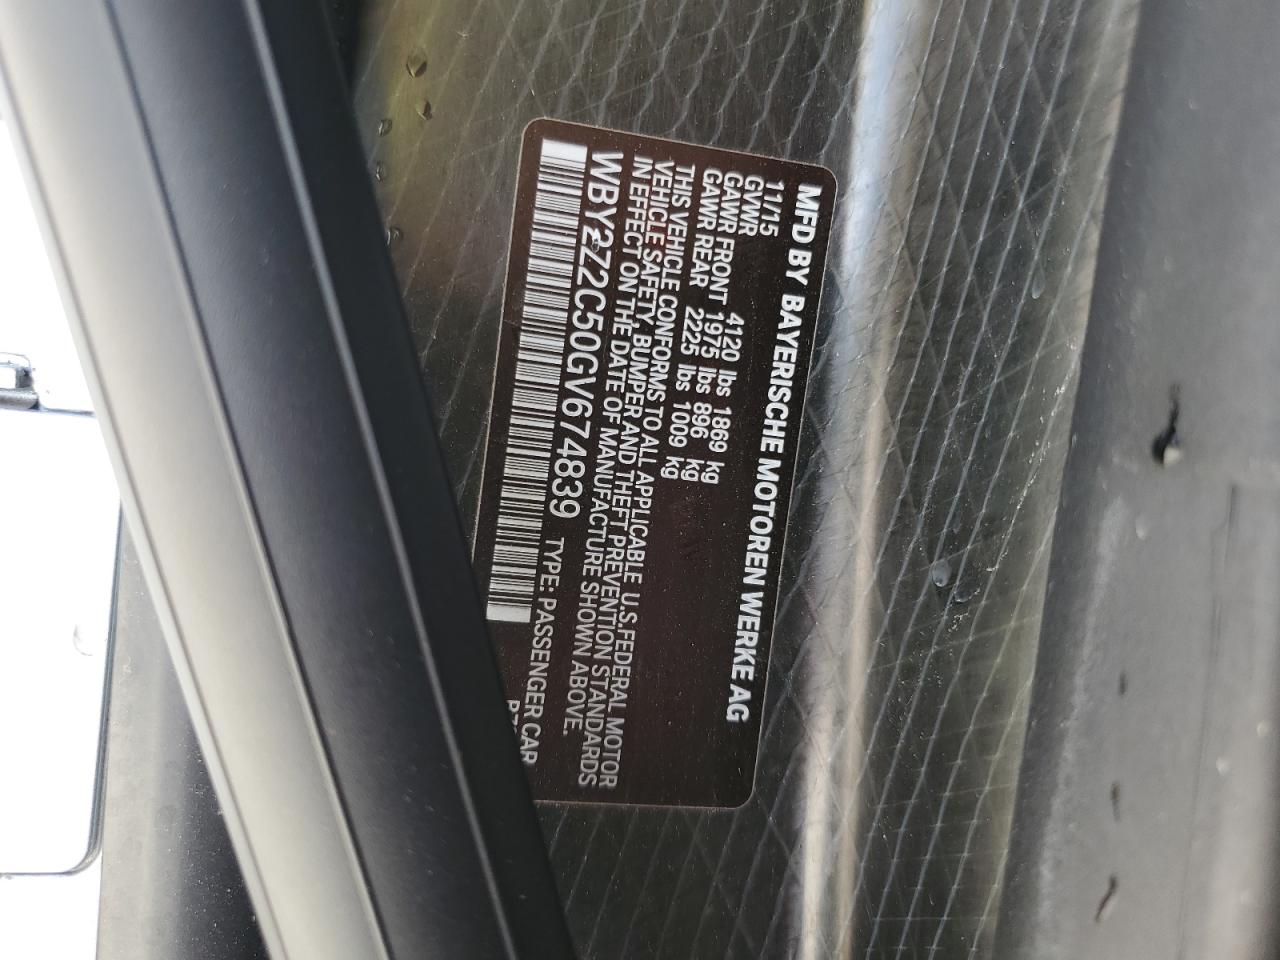 MFD BY BAYERISCHE MOTOREN WERKE AG
11/15
GVWR 4120 lbs 1869 kg
GAWR FRONT 1975 lbs 896 kg
GAWR REAR 2225 lbs 1009 kg
THIS VEHICLE CONFORMS TO ALL APPLICABLE U.S.FEDERAL MOTOR
VEHICLE SAFETY, BUMPER AND THEFT PREVENTION STANDARDS
IN EFFECT ON THE DATE OF MANUFACTURE SHOWN ABOVE.
WBY2Z2C50GV674839 TYPE: PASSENGER CAR